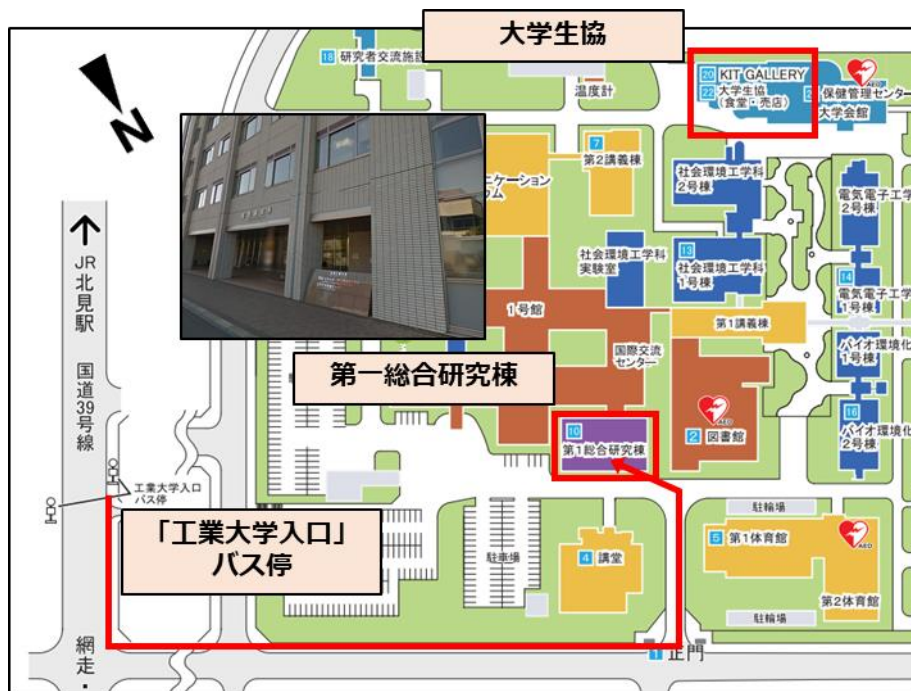 大学生協
18 研究者交流施設
温度計
20 KIT GALLERY
22 大学生協
(食堂・売店)
AED
保健管理センター
大学会館
N
7
第2講義棟
社会環境工学科
2号棟
電気電子工学
2号棟
社会環境工学科
実験室
13
社会環境工学科
1号棟
14
電気電子工学
1号棟
1号館
第1講義棟
国際交流
センター
バイオ環境化
1号棟
JR
北見駅
国道39号線
第一総合研究棟
10
第1総合研究棟
AED
2 図書館
16
バイオ環境化
2号棟
工業大学入口
バス停
「工業大学入口」
バス停
駐車場
4 講堂
駐輪場
5 第1体育館
AED
第2体育館
駐輪場
1 正門
網走・